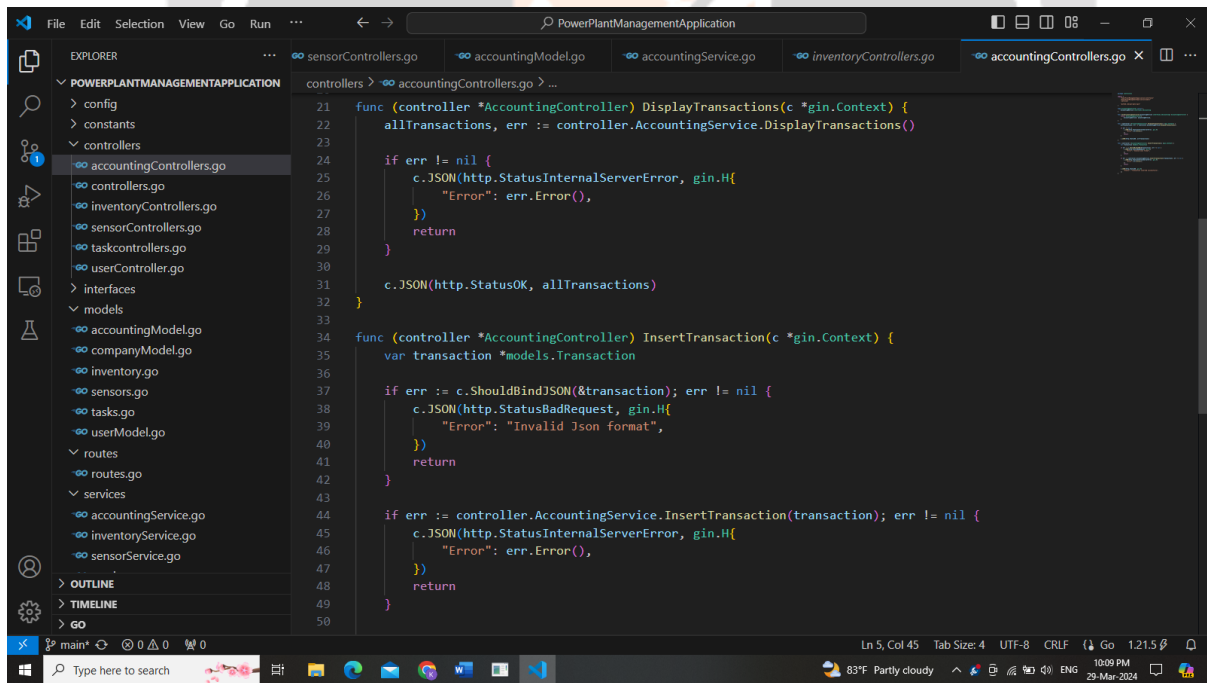 File Edit Selection View Go Run ··· PowerPlantManagementApplication
EXPLORER ···
sensorControllers.go accountingModel.go accountingService.go inventoryControllers.go accountingControllers.go ···
POWERPLANTMANAGEMENTAPPLICATION
config
constants
controllers
accountingControllers.go
controllers.go
inventoryControllers.go
sensorControllers.go
taskcontrollers.go
userController.go
interfaces
models
accountingModel.go
companyModel.go
inventory.go
sensors.go
tasks.go
userModel.go
routes
routes.go
services
accountingService.go
inventoryService.go
sensorService.go
OUTLINE
TIMELINE
GO
1
controllers > accountingControllers.go > ...
21 func (controller *AccountingController) DisplayTransactions(c *gin.Context) {
22 allTransactions, err := controller.AccountingService.DisplayTransactions()
23
24 if err != nil {
25 c.JSON(http.StatusInternalServerError, gin.H{
26 "Error": err.Error(),
27 })
28 return
29 }
30
31 c.JSON(http.StatusOK, allTransactions)
32 }
33
34 func (controller *AccountingController) InsertTransaction(c *gin.Context) {
35 var transaction *models.Transaction
36
37 if err := c.ShouldBindJSON(&transaction); err != nil {
38 c.JSON(http.StatusBadRequest, gin.H{
39 "Error": "Invalid Json format",
40 })
41 return
42 }
43
44 if err := controller.AccountingService.InsertTransaction(transaction); err != nil {
45 c.JSON(http.StatusInternalServerError, gin.H{
46 "Error": err.Error(),
47 })
48 return
49 }
50
main* 0 0 0 Ln 5, Col 45 Tab Size: 4 UTF-8 CRLF Go 1.21.5
Type here to search 83°F Partly cloudy ENG 10:09 PM
29-Mar-2024